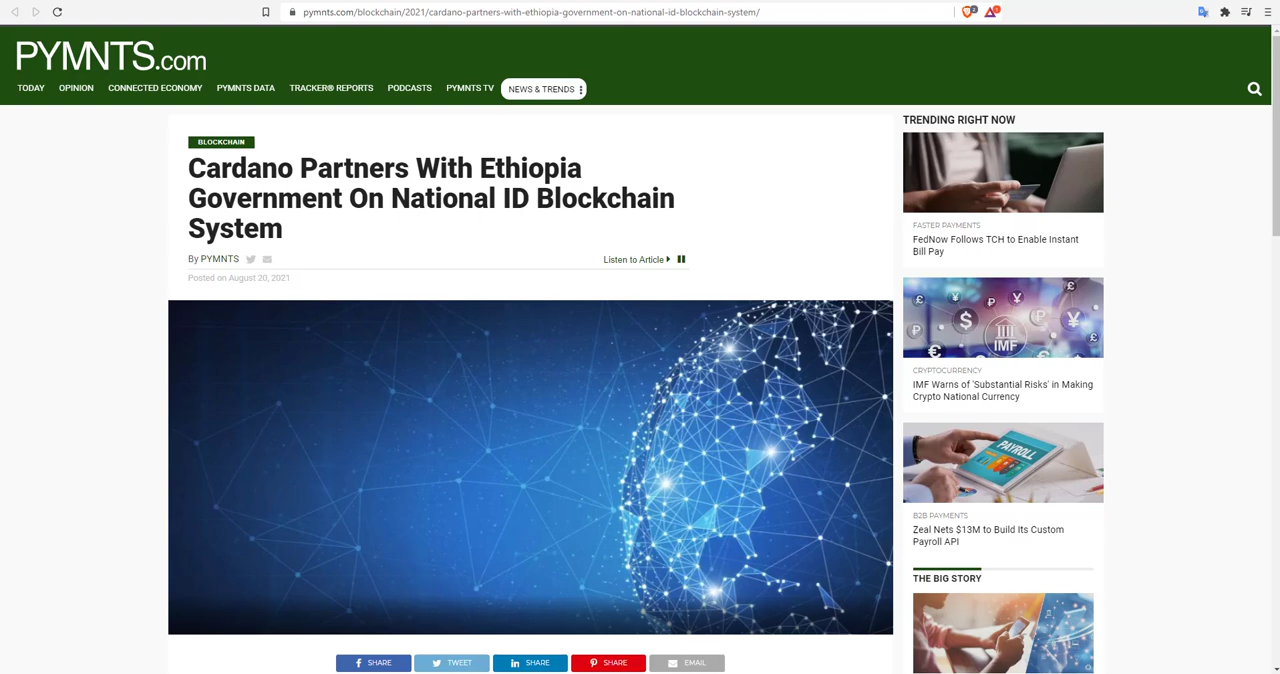 pymnts.com/blockchain/2021/cardano-partners-with-ethiopia-government-on-national-id-blockchain-system/
PYMNTS.com
TODAY OPINION CONNECTED ECONOMY PYMNTS DATA TRACKER® REPORTS PODCASTS PYMNTS TV NEWS & TRENDS
BLOCKCHAIN
Cardano Partners With Ethiopia
Government On National ID Blockchain
System
By PYMNTS
Listen to Article
Posted on August 20, 2021
SHARE TWEET SHARE SHARE EMAIL
TRENDING RIGHT NOW
FASTER PAYMENTS
FedNow Follows TCH to Enable Instant
Bill Pay
£ ¥ ₽ ¥ £
₽ $ IMF ₽ ¥
€ € £
CRYPTOCURRENCY
IMF Warns of 'Substantial Risks' in Making
Crypto National Currency
PAYROLL
B2B PAYMENTS
Zeal Nets $13M to Build Its Custom
Payroll API
THE BIG STORY